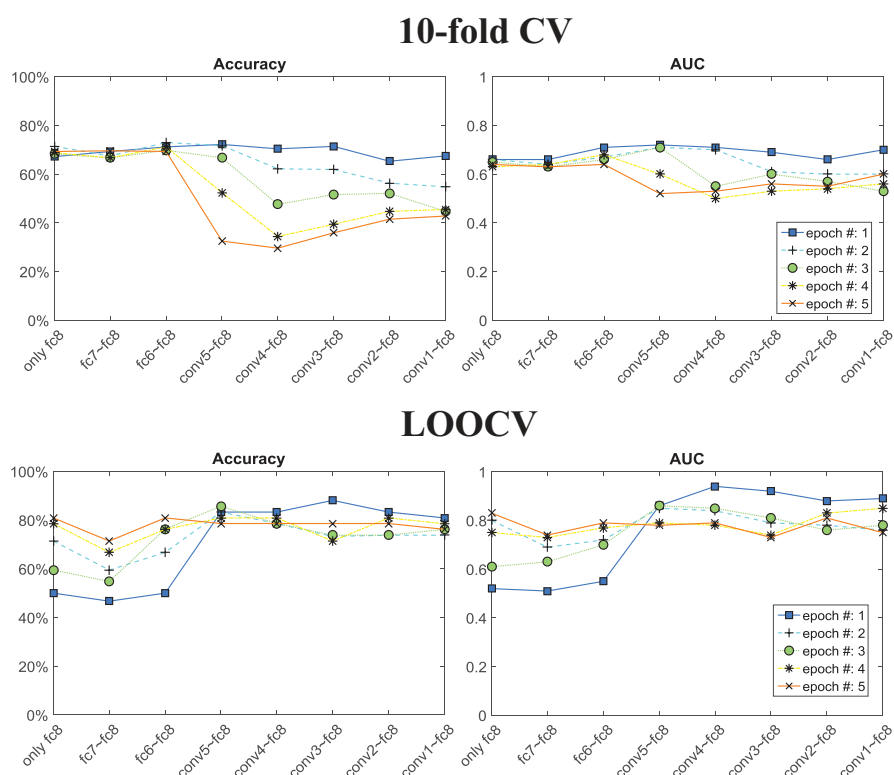 10-fold CV
Accuracy
100%
80%
60%
40%
20%
0%
only fc8
fc7~fc8
fc6~fc8
conv5~fc8
conv4~fc8
conv3~fc8
conv2~fc8
conv1~fc8
AUC
1
0.8
0.6
0.4
0.2
0
epoch #: 1
epoch #: 2
epoch #: 3
epoch #: 4
epoch #: 5
only fc8
fc7~fc8
fc6~fc8
conv5~fc8
conv4~fc8
conv3~fc8
conv2~fc8
conv1~fc8
LOOCV
Accuracy
100%
80%
60%
40%
20%
0%
only fc8
fc7~fc8
fc6~fc8
conv5~fc8
conv4~fc8
conv3~fc8
conv2~fc8
conv1~fc8
AUC
1
0.8
0.6
0.4
0.2
0
epoch #: 1
epoch #: 2
epoch #: 3
epoch #: 4
epoch #: 5
only fc8
fc7~fc8
fc6~fc8
conv5~fc8
conv4~fc8
conv3~fc8
conv2~fc8
conv1~fc8